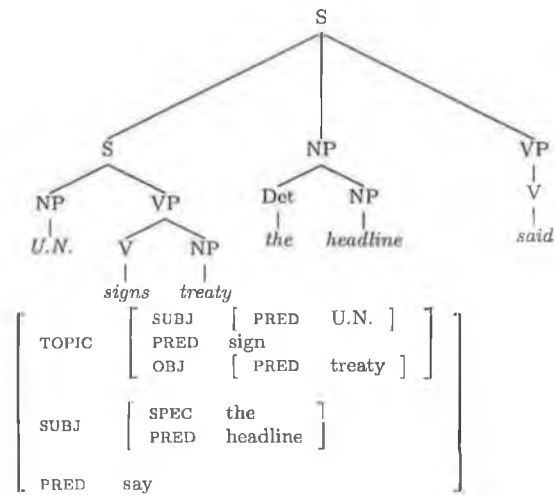 S
S NP VP
NP VP Det NP V
U.N. V NP the headline said
signs treaty
SUBJ [ PRED U.N. ]
TOPIC PRED sign
OBJ [ PRED treaty ]
SPEC the
SUBJ
PRED headline
PRED say